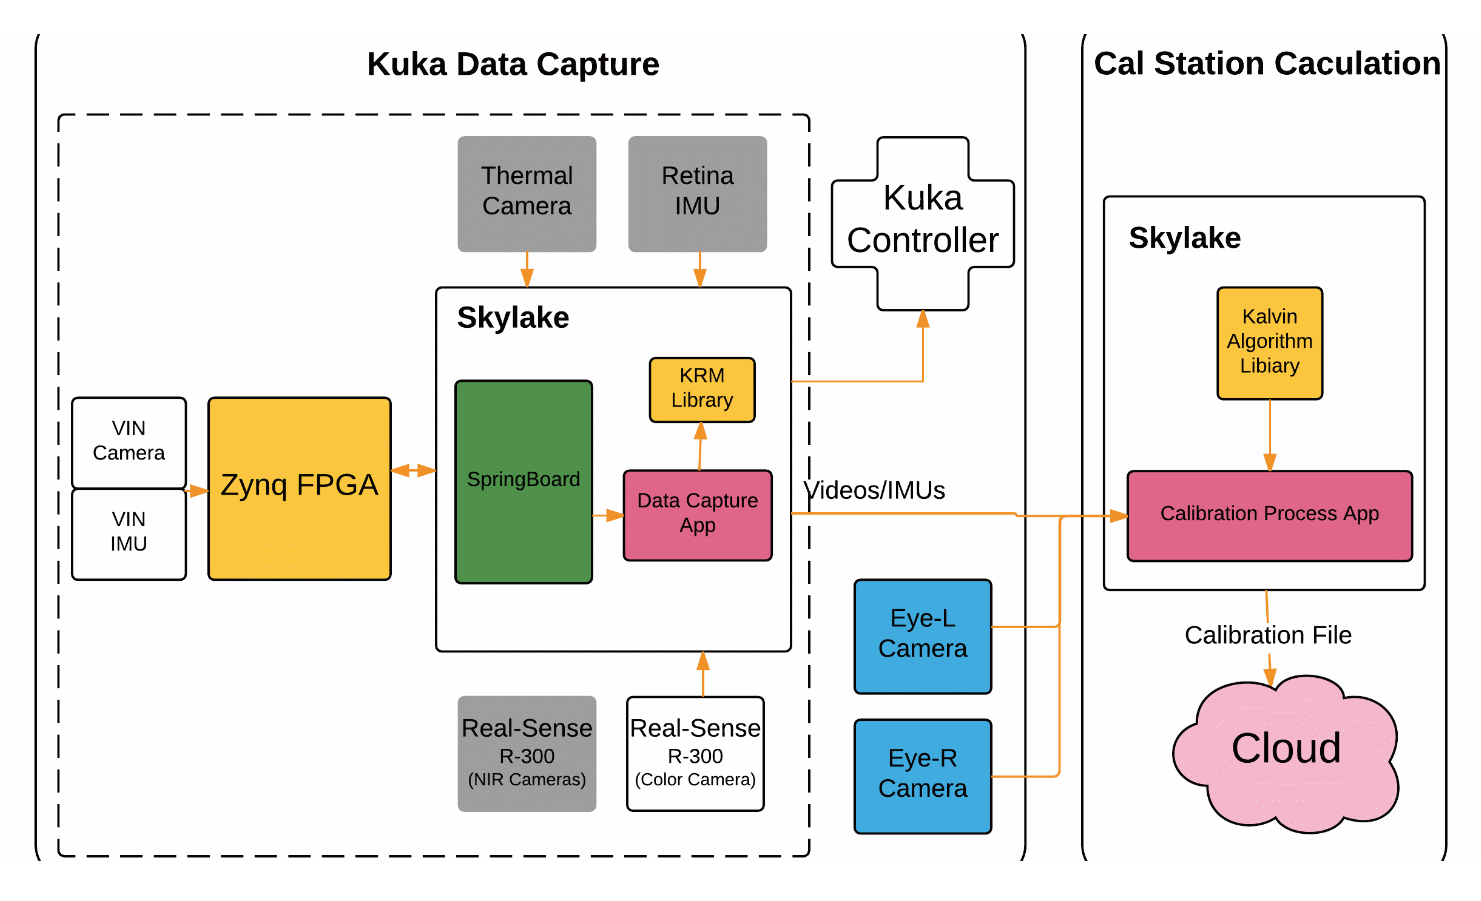 Kuka Data Capture
Cal Station Caculation
Thermal
Camera
Retina
IMU
Kuka
Controller
Skylake
Skylake
KRM
Library
Kalvin
Algorithm
Libiary
VIN
Camera
VIN
IMU
Zynq FPGA
SpringBoard
Data Capture
App
Videos/IMUs
Calibration Process App
Eye-L
Camera
Calibration File
Real-Sense
R-300
(NIR Cameras)
Real-Sense
R-300
(Color Camera)
Eye-R
Camera
Cloud